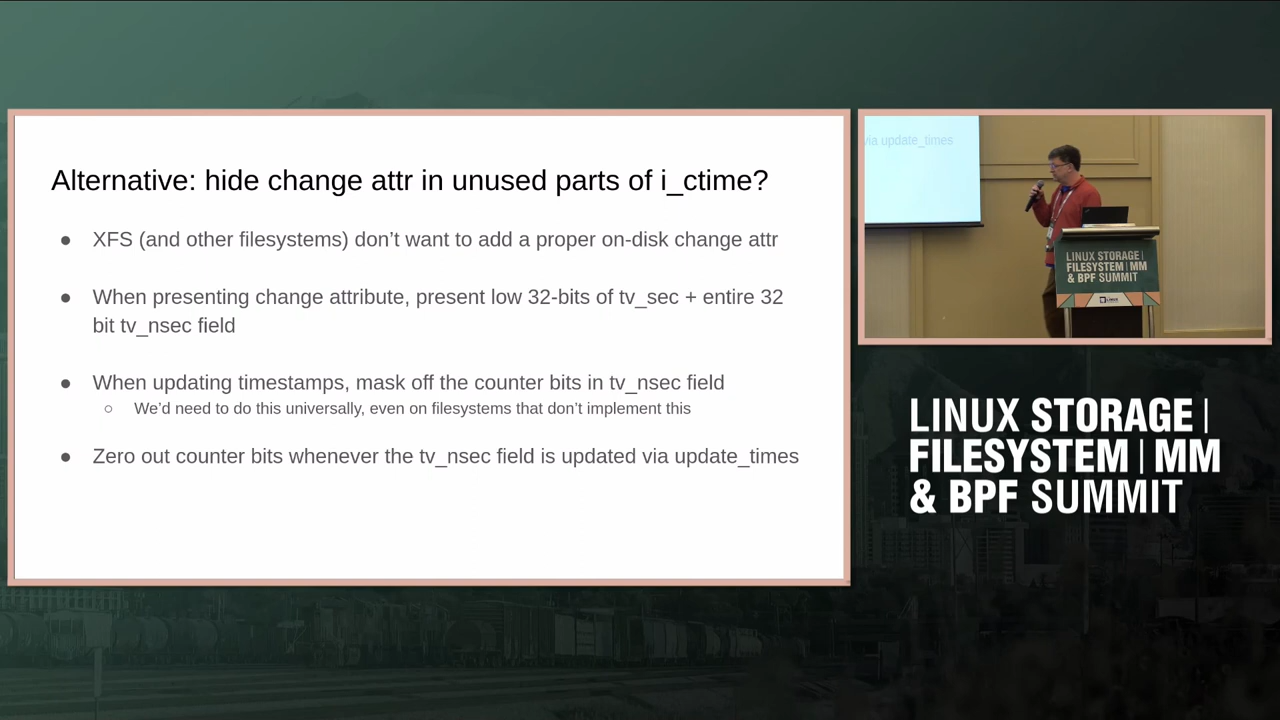 Alternative: hide change attr in unused parts of i_ctime?
● XFS (and other filesystems) don’t want to add a proper on-disk change attr
● When presenting change attribute, present low 32-bits of tv_sec + entire 32
bit tv_nsec field
● When updating timestamps, mask off the counter bits in tv_nsec field
○ We’d need to do this universally, even on filesystems that don’t implement this
● Zero out counter bits whenever the tv_nsec field is updated via update_times
via update_times
LINUX STORAGE |
FILESYSTEM | MM
& BPF SUMMIT
LINUX STORAGE |
FILESYSTEM | MM
& BPF SUMMIT